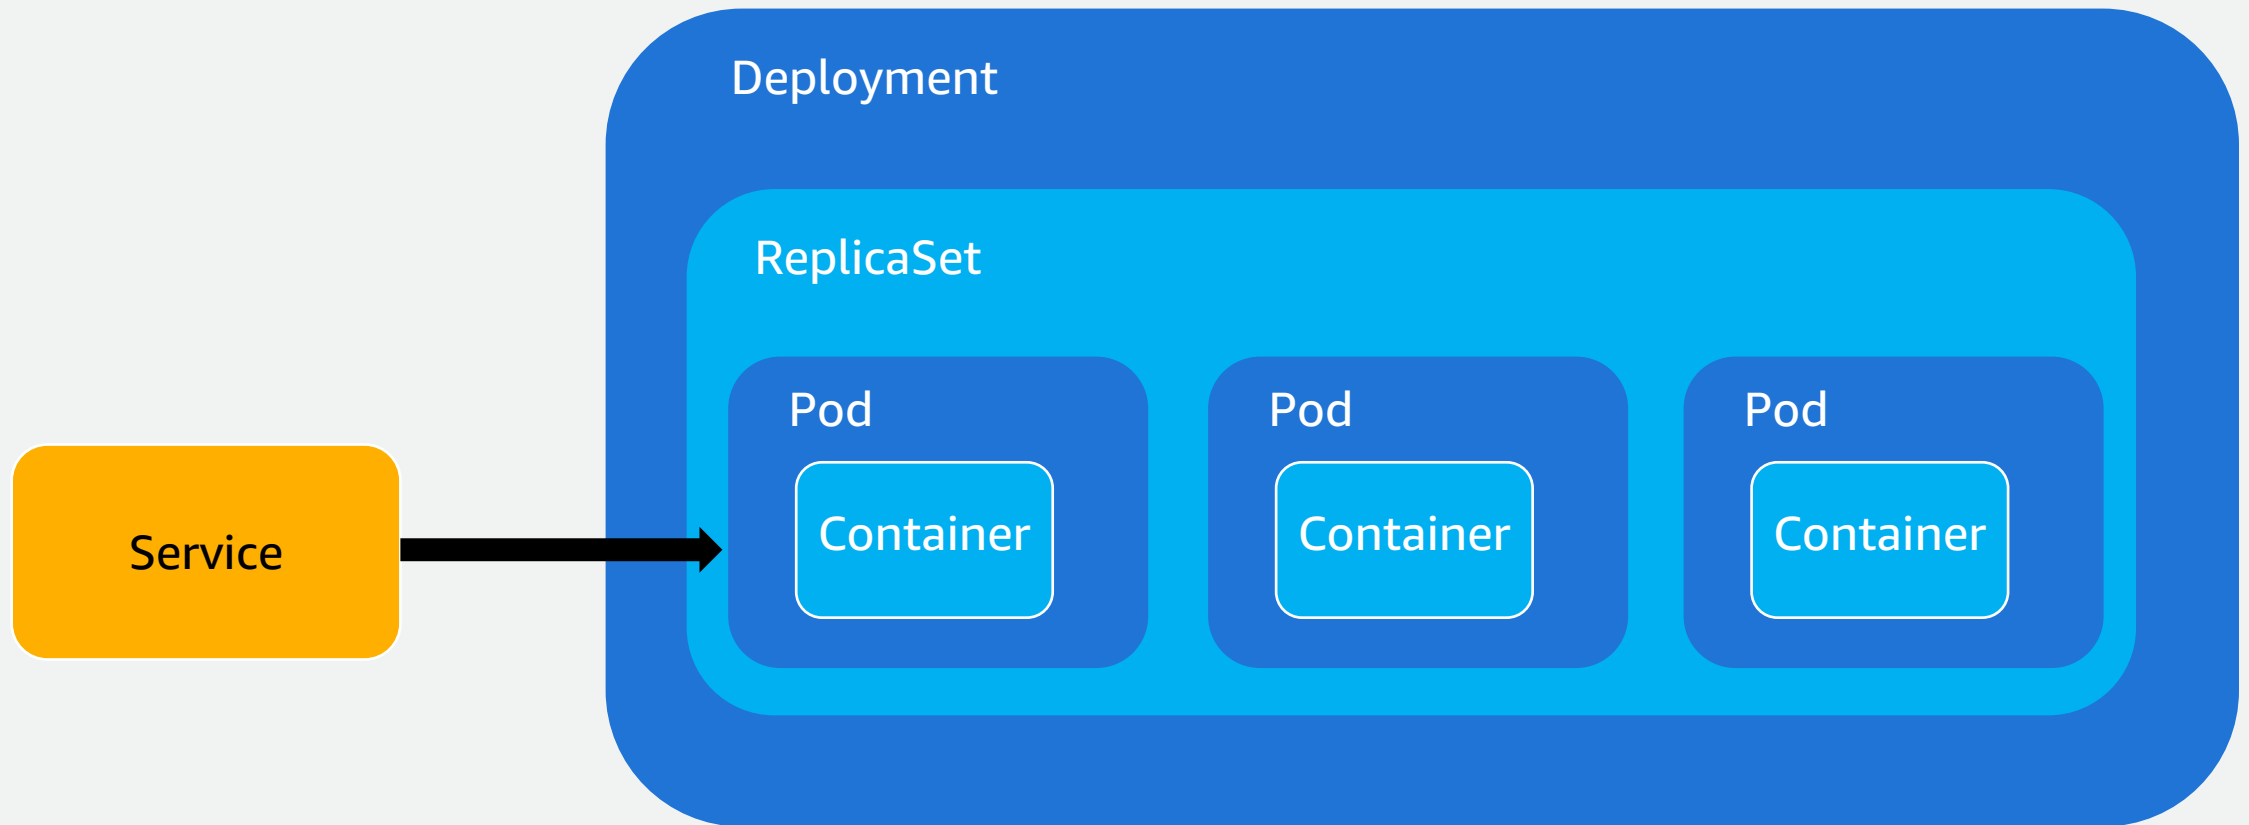 Deployment
ReplicaSet
Pod
Pod
Pod
Container
Container
Container
Service